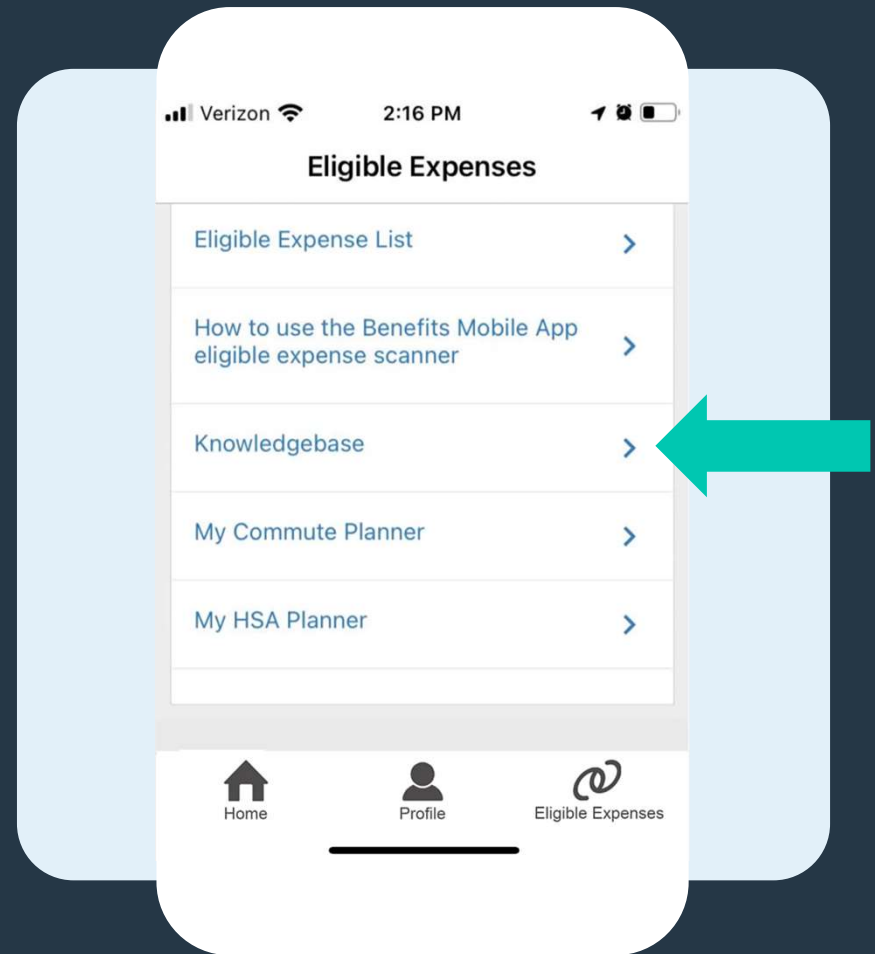 Verizon 2:16 PM
Eligible Expenses
Eligible Expense List
How to use the Benefits Mobile App
eligible expense scanner
Knowledgebase
My Commute Planner
My HSA Planner
Home Profile Eligible Expenses